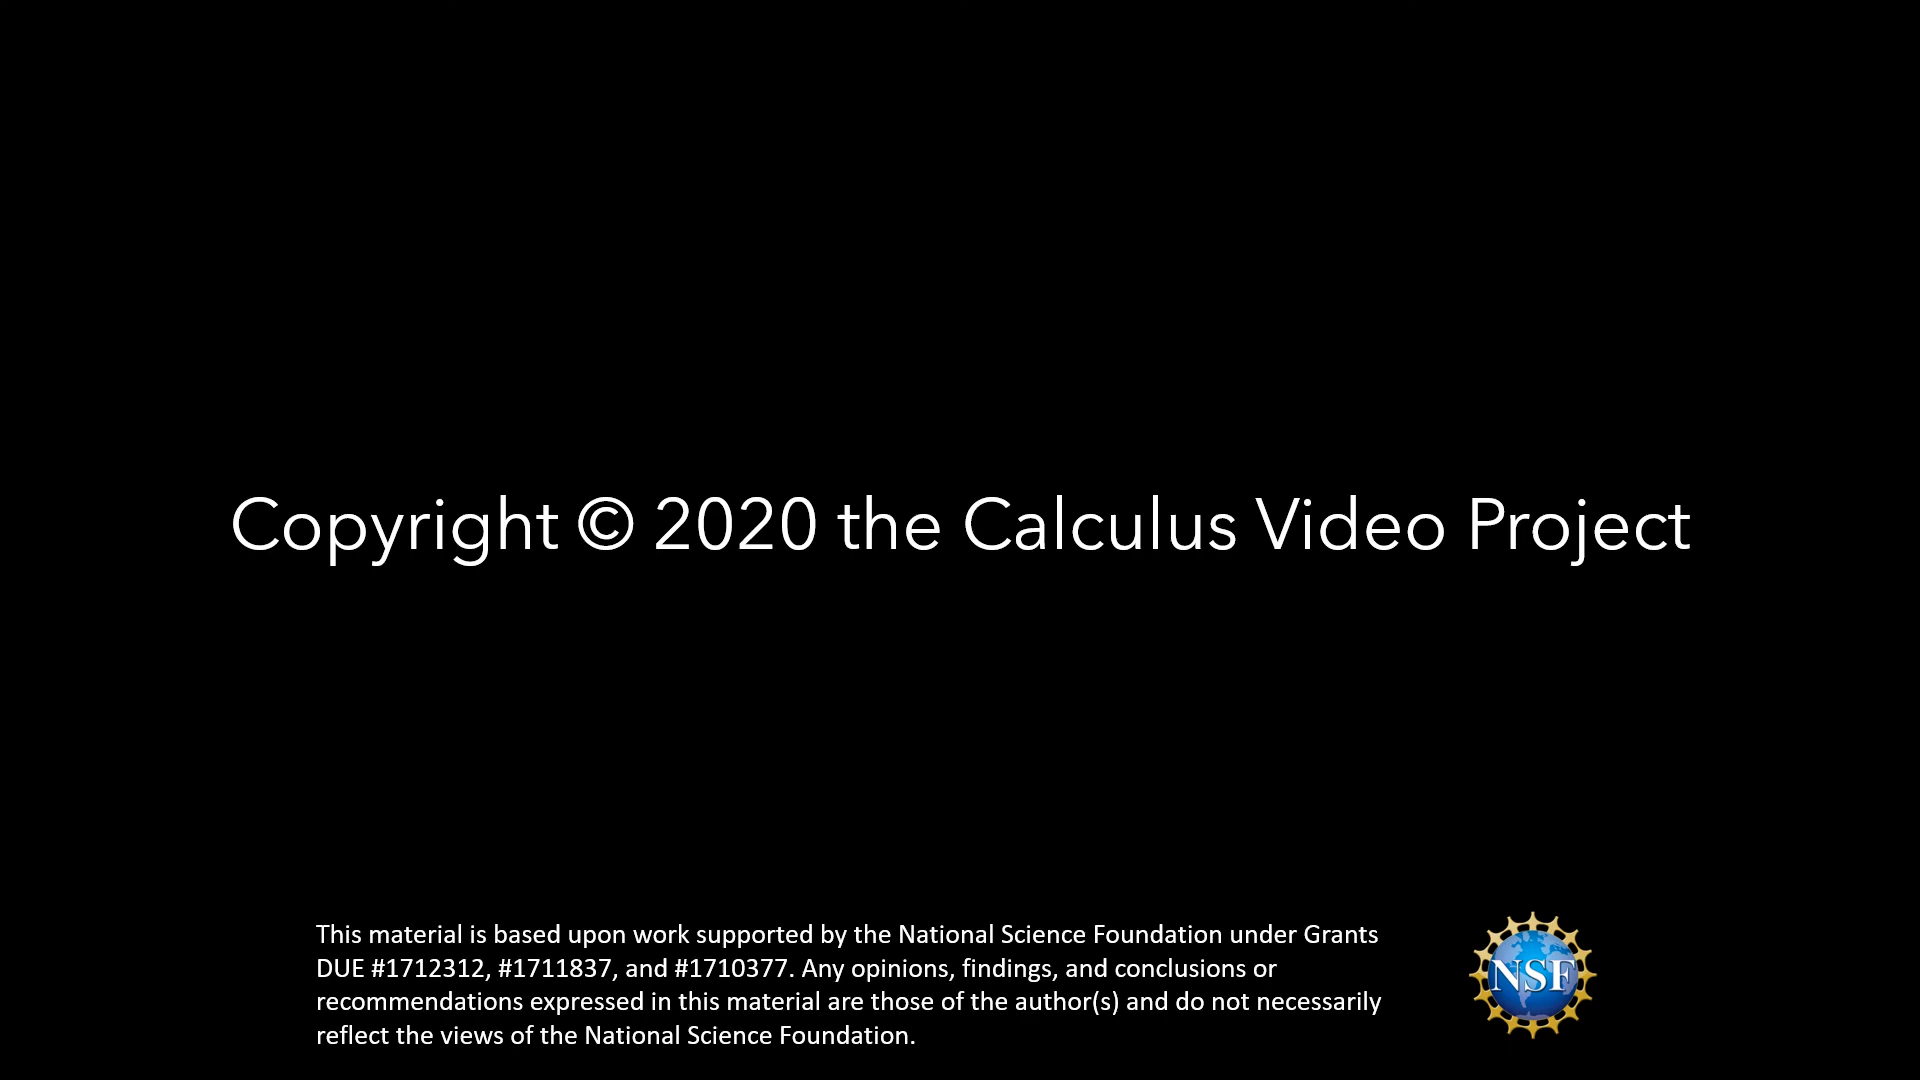 Copyright © 2020 the Calculus Video Project
This material is based upon work supported by the National Science Foundation under Grants
DUE #1712312, #1711837, and #1710377. Any opinions, findings, and conclusions or
recommendations expressed in this material are those of the author(s) and do not necessarily
reflect the views of the National Science Foundation.
NSF